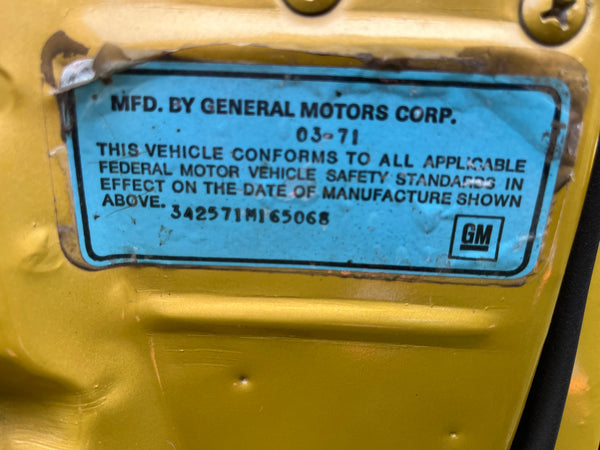 MFD. BY GENERAL MOTORS CORP.
03-71
THIS VEHICLE CONFORMS TO ALL APPLICABLE
FEDERAL MOTOR VEHICLE SAFETY STANDARDS IN
EFFECT ON THE DATE OF MANUFACTURE SHOWN
ABOVE. 342571M165068
GM